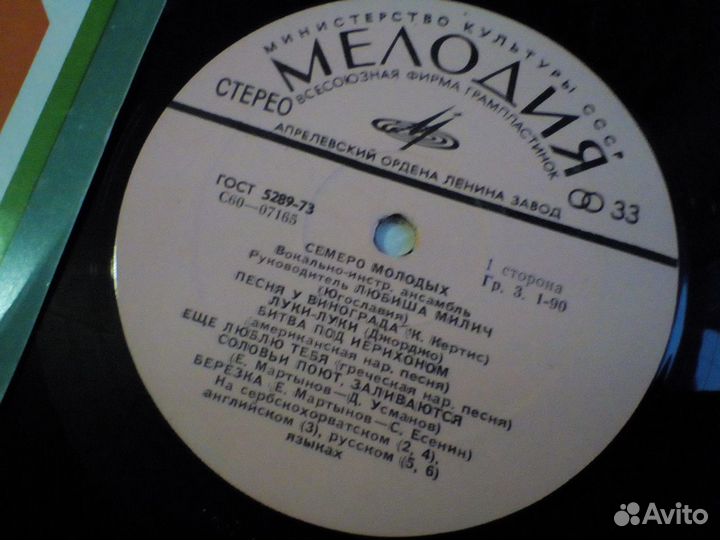 МИНИСТЕРСТВО КУЛЬТУРЫ СССР
МЕЛОДИЯ
ВСЕСОЮЗНАЯ ФИРМА ГРАМПЛАСТИНОК
СТЕРЕО
АПРЕЛЕВСКИЙ ОРДЕНА ЛЕНИНА ЗАВОД
33
ГОСТ 5289-73
С60—07165
1 сторона
Гр. 3. 1-90
СЕМЕРО МОЛОДЫХ
Вокально-инстр. ансамбль
Руководитель ЛЮБИША МИЛИЧ
(Югославия)
ПЕСНЯ У ВИНОГРАДА (К. Кертис)
ЛУКИ-ЛУКИ (Джорджо)
БИТВА ПОД ИЕРИХОНОМ
(американская нар. песня)
ЕЩЕ ЛЮБЛЮ ТЕБЯ (греческая нар. песня)
СОЛОВЬИ ПОЮТ, ЗАЛИВАЮТСЯ
(Е. Мартынов—Д. Усманов)
БЕРЕЗКА (Е. Мартынов—С. Есенин)
На сербскохорватском (2, 4),
английском (3), русском (5, 6)
языках
Avito